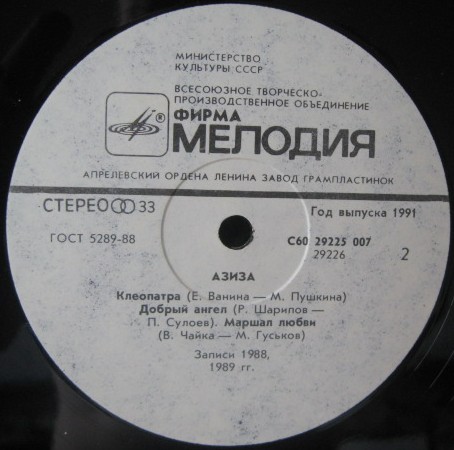 МИНИСТЕРСТВО
КУЛЬТУРЫ СССР
ВСЕСОЮЗНОЕ ТВОРЧЕСКО-
ПРОИЗВОДСТВЕННОЕ ОБЪЕДИНЕНИЕ
® ФИРМА
МЕЛОДИЯ
АПРЕЛЕВСКИЙ ОРДЕНА ЛЕНИНА ЗАВОД ГРАМПЛАСТИНОК
СТЕРЕО 33
Год выпуска 1991
ГОСТ 5289-88
С60 29225 007
29226
2
АЗИЗА
Клеопатра (Е. Ванина — М. Пушкина)
Добрый ангел (Р. Шарипов —
П. Сулоев). Маршал любви
(В. Чайка — М. Гуськов)
Записи 1988,
1989 гг.